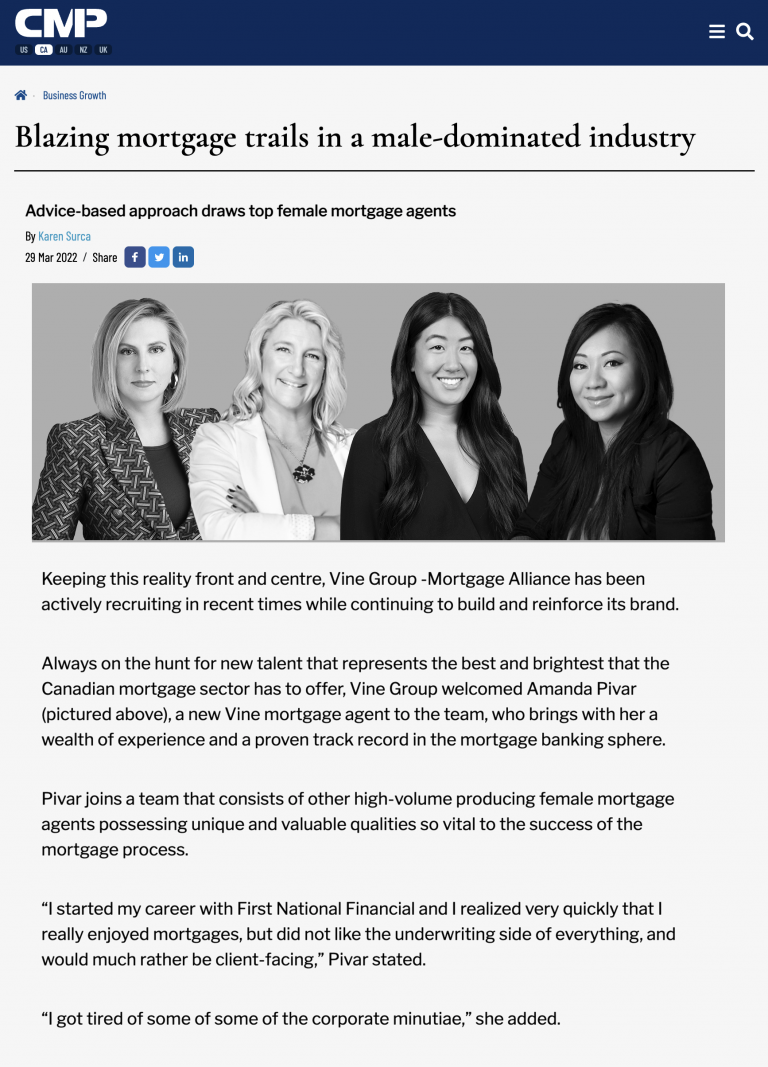 CMP
US CA AU NZ UK
Business Growth
Blazing mortgage trails in a male-dominated industry
Advice-based approach draws top female mortgage agents
By Karen Surca
29 Mar 2022 / Share
Keeping this reality front and centre, Vine Group -Mortgage Alliance has been
actively recruiting in recent times while continuing to build and reinforce its brand.
Always on the hunt for new talent that represents the best and brightest that the
Canadian mortgage sector has to offer, Vine Group welcomed Amanda Pivar
(pictured above), a new Vine mortgage agent to the team, who brings with her a
wealth of experience and a proven track record in the mortgage banking sphere.
Pivar joins a team that consists of other high-volume producing female mortgage
agents possessing unique and valuable qualities so vital to the success of the
mortgage process.
“I started my career with First National Financial and I realized very quickly that I
really enjoyed mortgages, but did not like the underwriting side of everything, and
would much rather be client-facing,” Pivar stated.
“I got tired of some of some of the corporate minutiae,” she added.